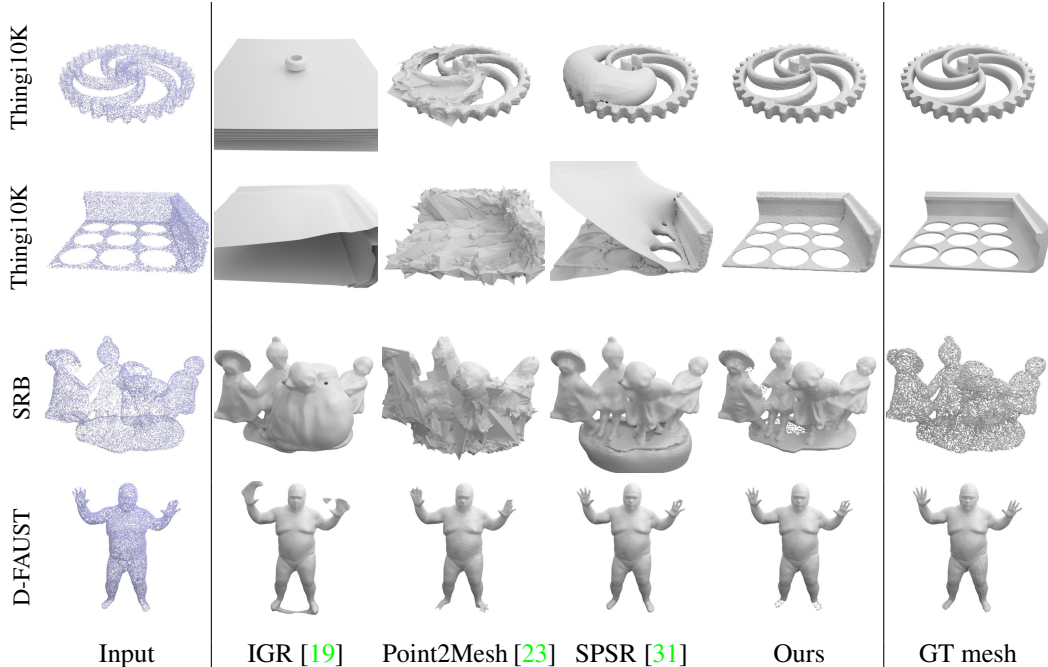 Thingi10K
Thingi10K
SRB
D-FAUST
Input IGR [19] Point2Mesh [23] SPSR [31] Ours GT mesh